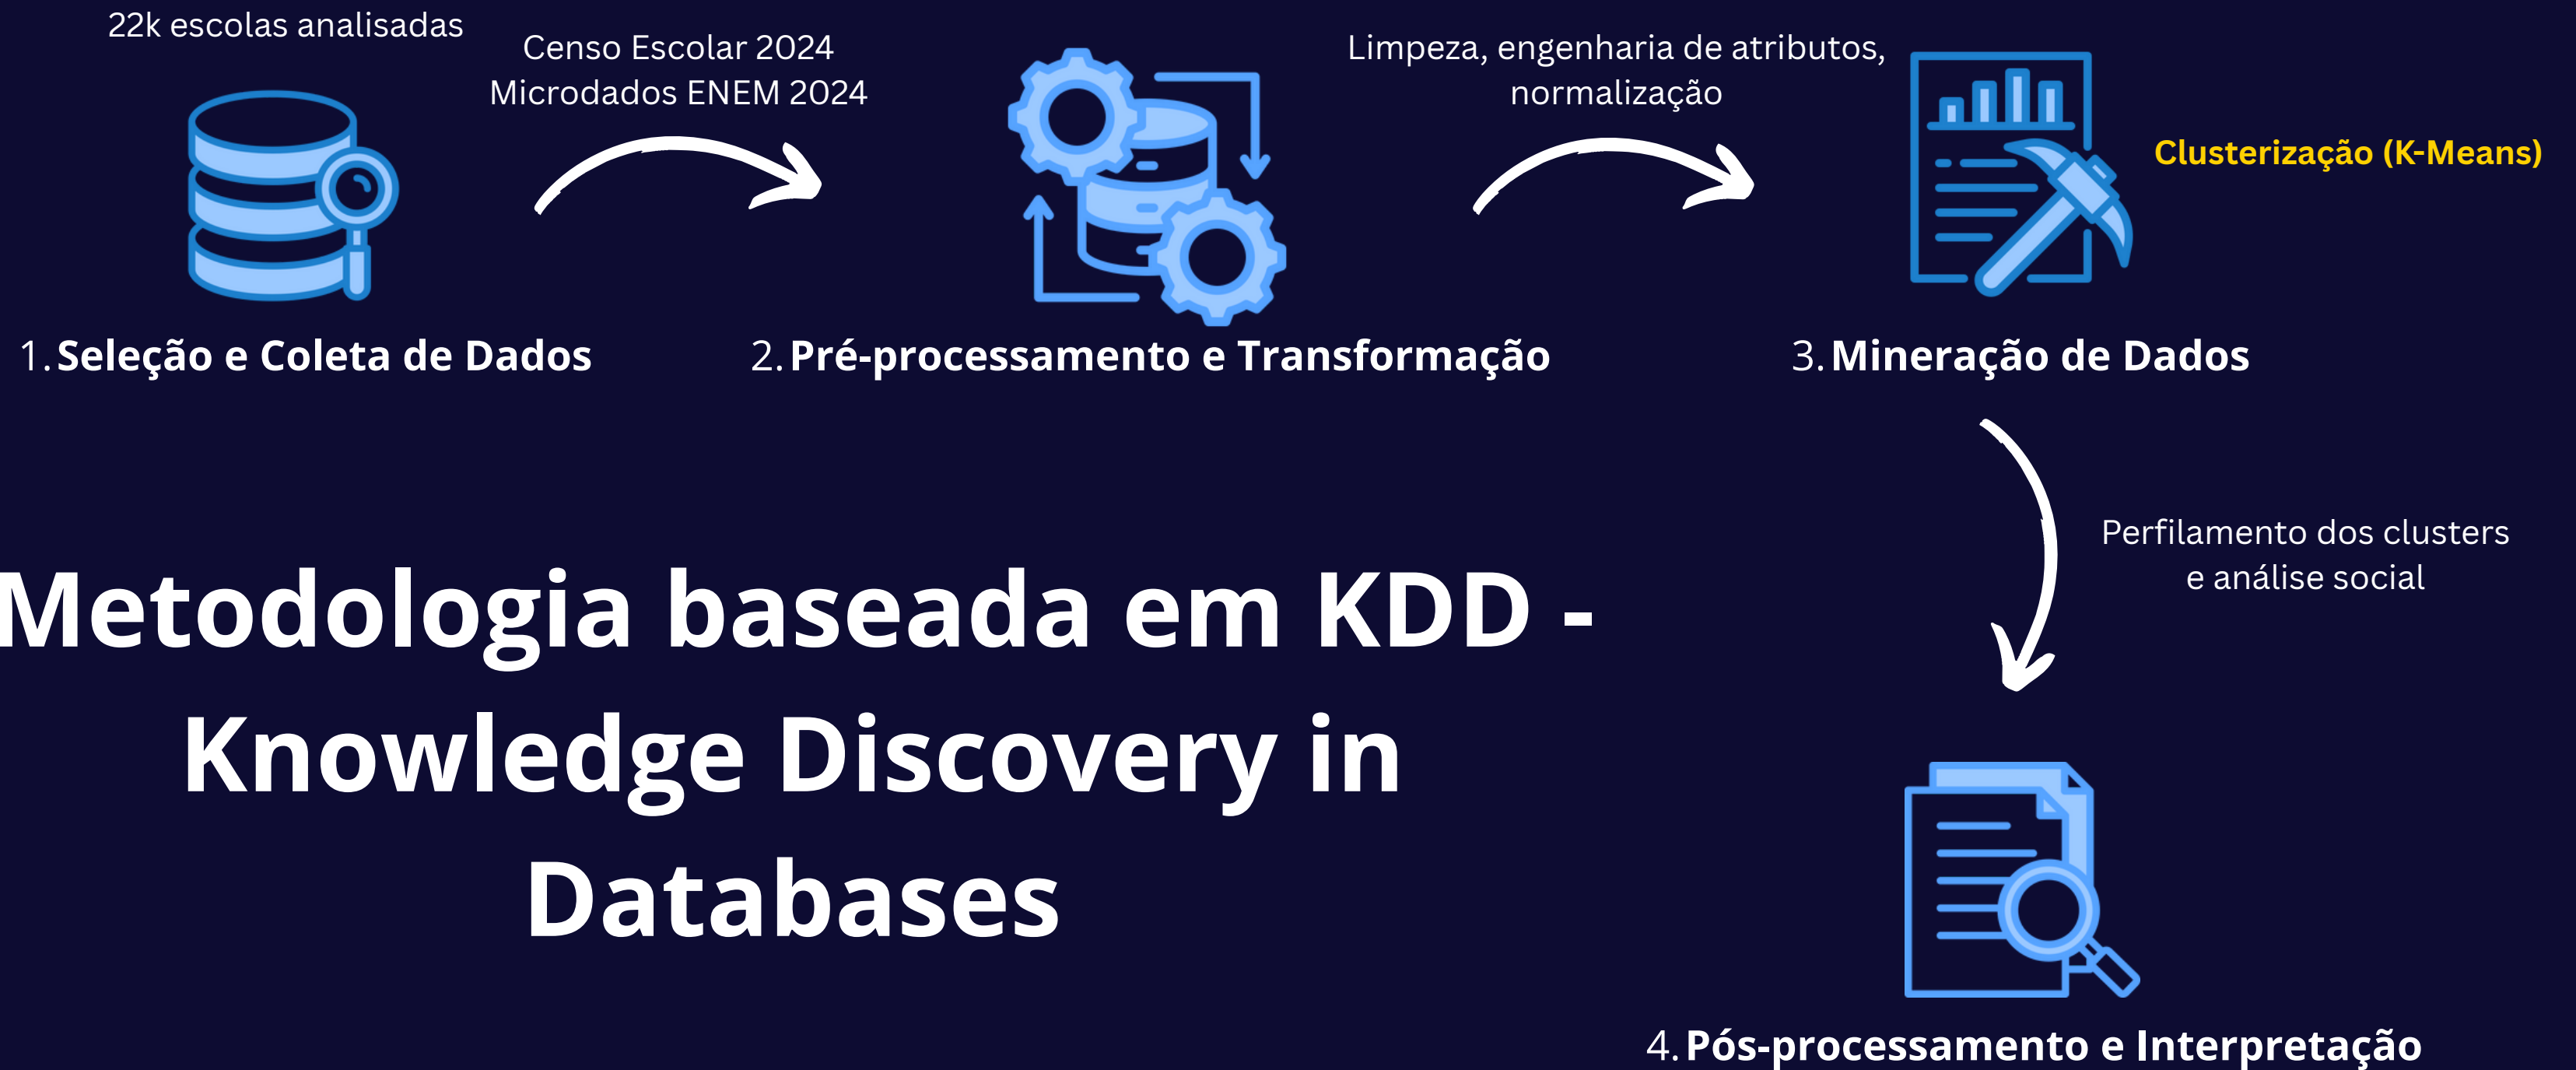 22k escolas analisadas
Censo Escolar 2024
Microdados ENEM 2024
Limpeza, engenharia de atributos,
normalização
Clusterização (K-Means)
1. Seleção e Coleta de Dados
2. Pré-processamento e Transformação
3. Mineração de Dados
Perfilamento dos clusters
e análise social
Metodologia baseada em KDD -
Knowledge Discovery in
Databases
4. Pós-processamento e Interpretação